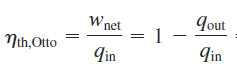 η_th,Otto = w_net / q_in = 1 − q_out / q_in =